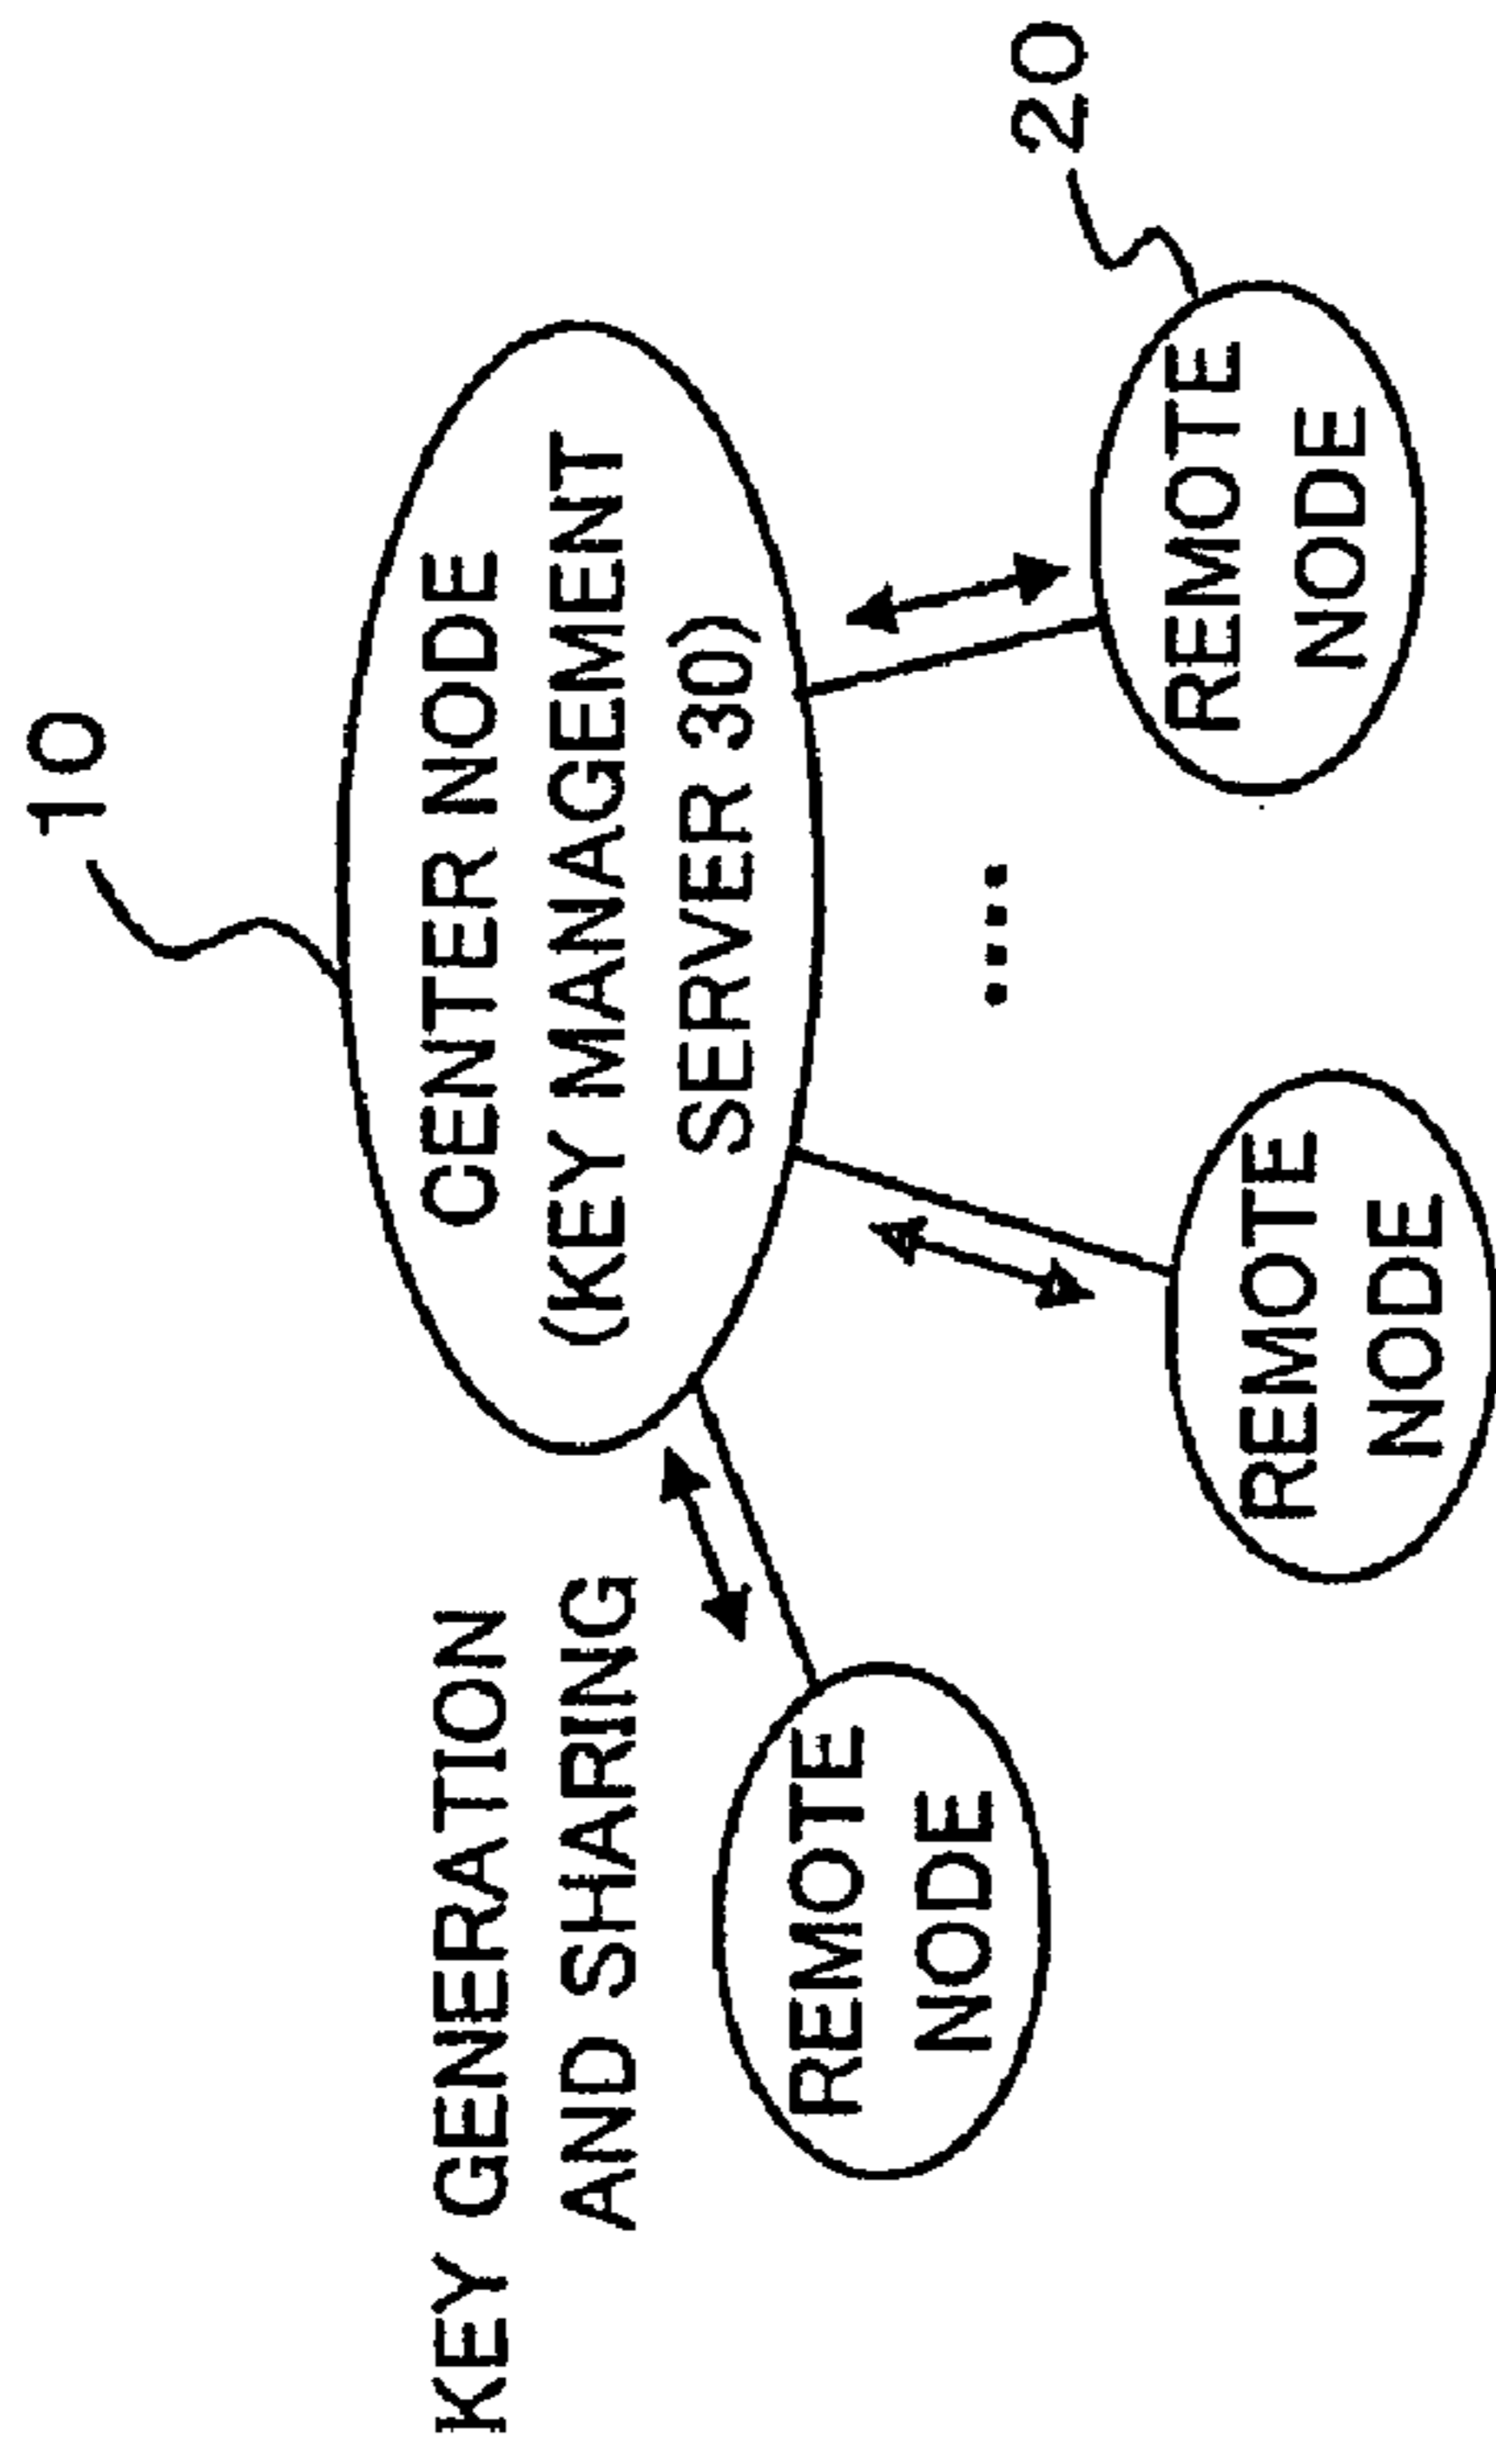 10
CENTER NODE
(KEY MANAGEMENT
SERVER 30)
KEY GENERATION
AND SHARING
REMOTE
NODE
REMOTE
NODE
....
REMOTE
NODE
20